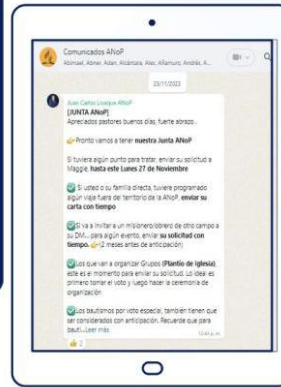 Comunicados ANoP
Abimael, Abner, Adan, Alcántara, Alec, Alfamuro, Andrés, A...
23/11/2023
Juan Carlos Loaque ANoP
[JUNTA ANoP]
Apreciados pastores buenos días, fuerte abrazo .
👉Pronto vamos a tener nuestra Junta ANoP
Si tuviera algún punto para tratar, enviar su solicitud a
Maggie, hasta este Lunes 27 de Noviembre
✅Si usted o su familia directa, tuviere programado
algún viaje fuera del territorio de la ANoP, enviar su
carta con tiempo
✅Si va a invitar a un misionero/obrero de otro campo a
su DM... para algún evento, enviar su solicitud con
tiempo. 👉(2 meses antes de anticipación)
✅Los que van a organizar Grupos (Plantío de Iglesia),
este es el momento para enviar su solicitud. Lo ideal es
primero tomar el voto y luego hacer la ceremonia de
organización
✅Los bautismos por voto especial, también tienen que
ser considerados con anticipación. Recuerde que para
bauti...Leer más
12:44 p. m.
👍 2